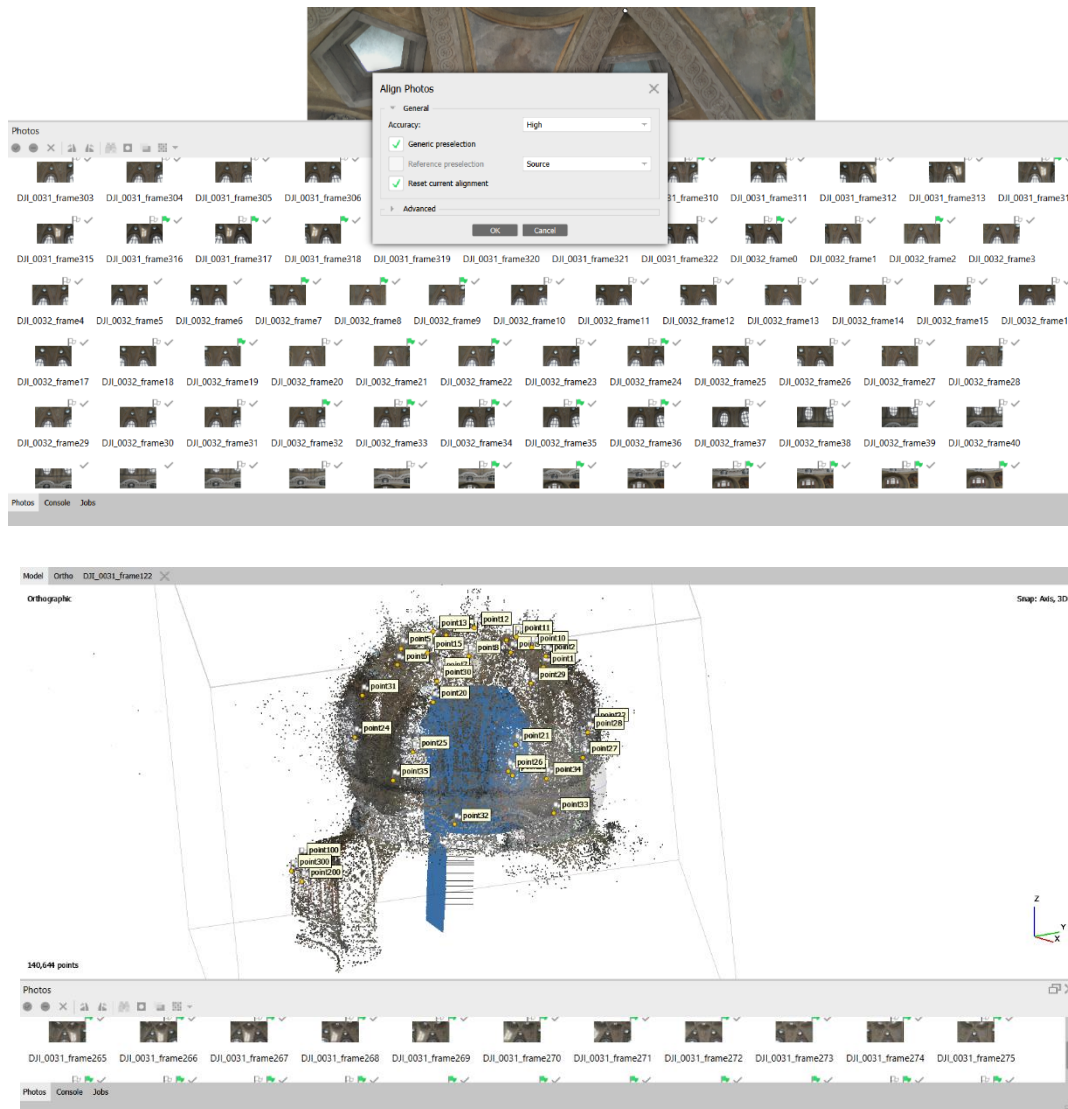 Align Photos
General
Accuracy: High
Generic preselection
Reference preselection Source
Reset current alignment
Advanced
OK Cancel
Photos
DJI_0031_frame303 DJI_0031_frame304 DJI_0031_frame305 DJI_0031_frame306 31_frame310 DJI_0031_frame311 DJI_0031_frame312 DJI_0031_frame313 DJI_0031_frame31
DJI_0031_frame315 DJI_0031_frame316 DJI_0031_frame317 DJI_0031_frame318 DJI_0031_frame319 DJI_0031_frame320 DJI_0031_frame321 DJI_0031_frame322 DJI_0032_frame0 DJI_0032_frame1 DJI_0032_frame2 DJI_0032_frame3
DJI_0032_frame4 DJI_0032_frame5 DJI_0032_frame6 DJI_0032_frame7 DJI_0032_frame8 DJI_0032_frame9 DJI_0032_frame10 DJI_0032_frame11 DJI_0032_frame12 DJI_0032_frame13 DJI_0032_frame14 DJI_0032_frame15 DJI_0032_frame1
DJI_0032_frame17 DJI_0032_frame18 DJI_0032_frame19 DJI_0032_frame20 DJI_0032_frame21 DJI_0032_frame22 DJI_0032_frame23 DJI_0032_frame24 DJI_0032_frame25 DJI_0032_frame26 DJI_0032_frame27 DJI_0032_frame28
DJI_0032_frame29 DJI_0032_frame30 DJI_0032_frame31 DJI_0032_frame32 DJI_0032_frame33 DJI_0032_frame34 DJI_0032_frame35 DJI_0032_frame36 DJI_0032_frame37 DJI_0032_frame38 DJI_0032_frame39 DJI_0032_frame40
Photos Console Jobs
Model Ortho DJI_0031_frame122
Orthographic Snap: Axis, 3D
point13 point12
point11
point5 point15 point8 point10
point2
point1
point30 point29
point31 point20
point24 point25 point21 point28
point27
point35 point26 point34
point32 point33
point100
point300
point200
Z
Y
X
140,644 points
Photos
DJI_0031_frame265 DJI_0031_frame266 DJI_0031_frame267 DJI_0031_frame268 DJI_0031_frame269 DJI_0031_frame270 DJI_0031_frame271 DJI_0031_frame272 DJI_0031_frame273 DJI_0031_frame274 DJI_0031_frame275
Photos Console Jobs